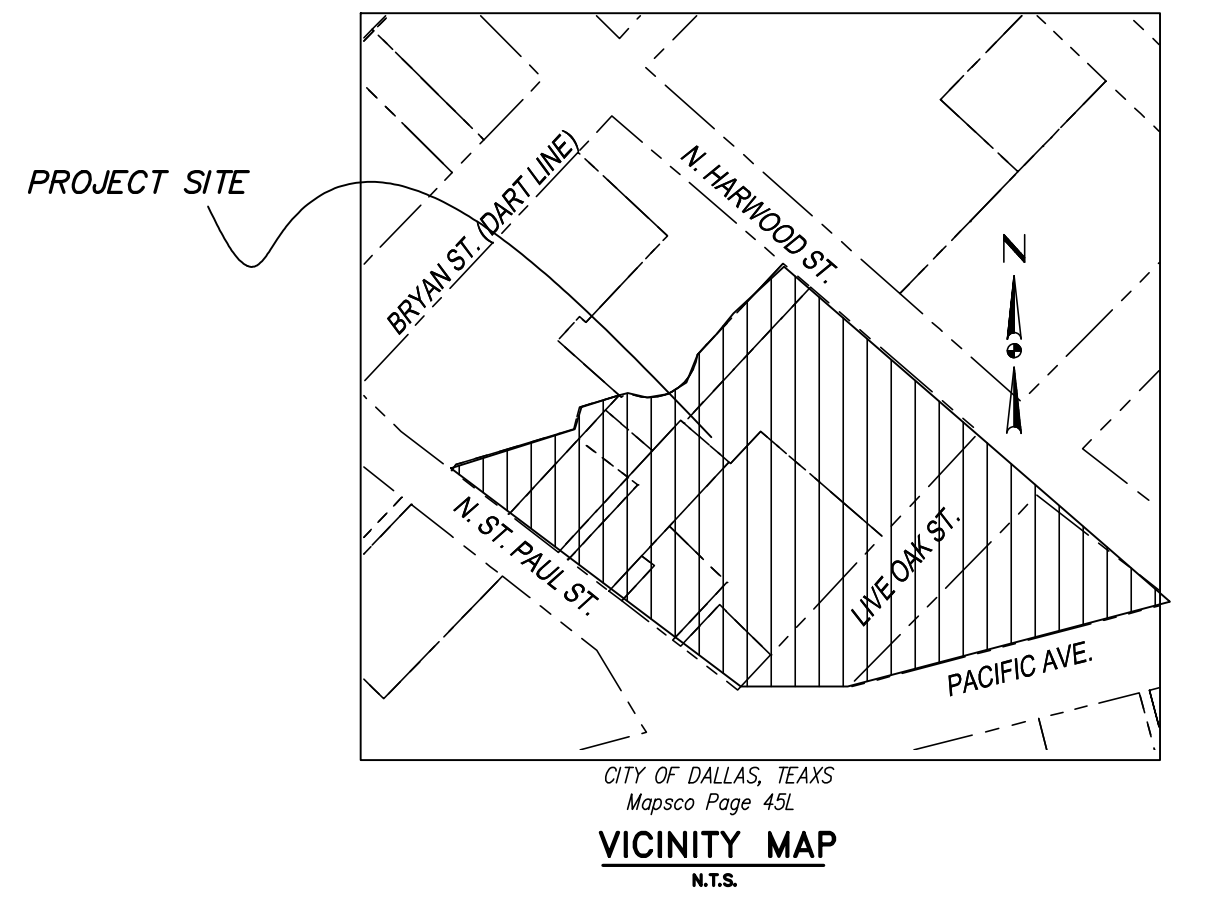 PROJECT SITE
BRYAN ST. (DART LINE)
N. HARWOOD ST.
N
N. ST. PAUL ST.
LIVE OAK ST.
PACIFIC AVE.
CITY OF DALLAS, TEAXS
Mapsco Page 45L
VICINITY MAP
N.T.S.